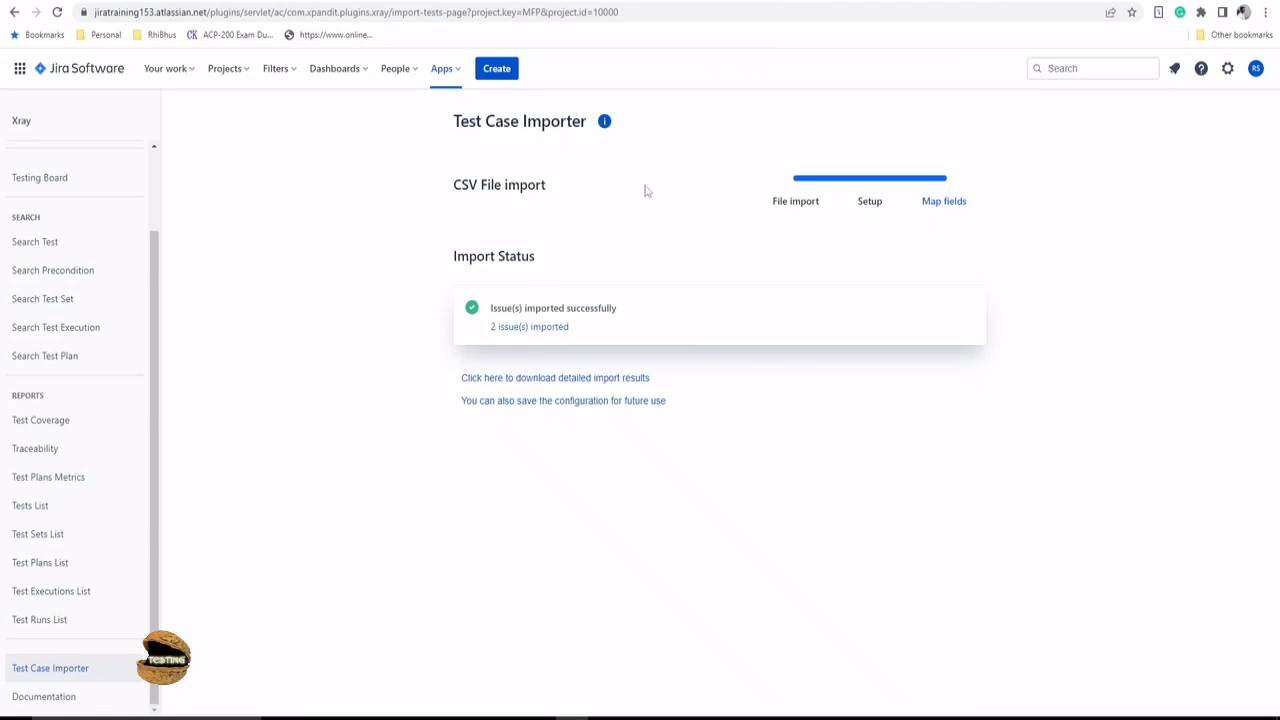 jiratraining153.atlassian.net/plugins/servlet/ac/com.xpandit.plugins.xray/import-tests-page?project.key=MFP&project.id=10000
Bookmarks Personal RhiBhus ACP-200 Exam Du... https://www.online... Other bookmarks
Jira Software Your work Projects Filters Dashboards People Apps Create Search RS
Xray
Testing Board
SEARCH
Search Test
Search Precondition
Search Test Set
Search Test Execution
Search Test Plan
REPORTS
Test Coverage
Traceability
Test Plans Metrics
Tests List
Test Sets List
Test Plans List
Test Executions List
Test Runs List
Test Case Importer
Documentation
TESTING
Test Case Importer
CSV File import
File import Setup Map fields
Import Status
Issue(s) imported successfully
2 issue(s) imported
Click here to download detailed import results
You can also save the configuration for future use